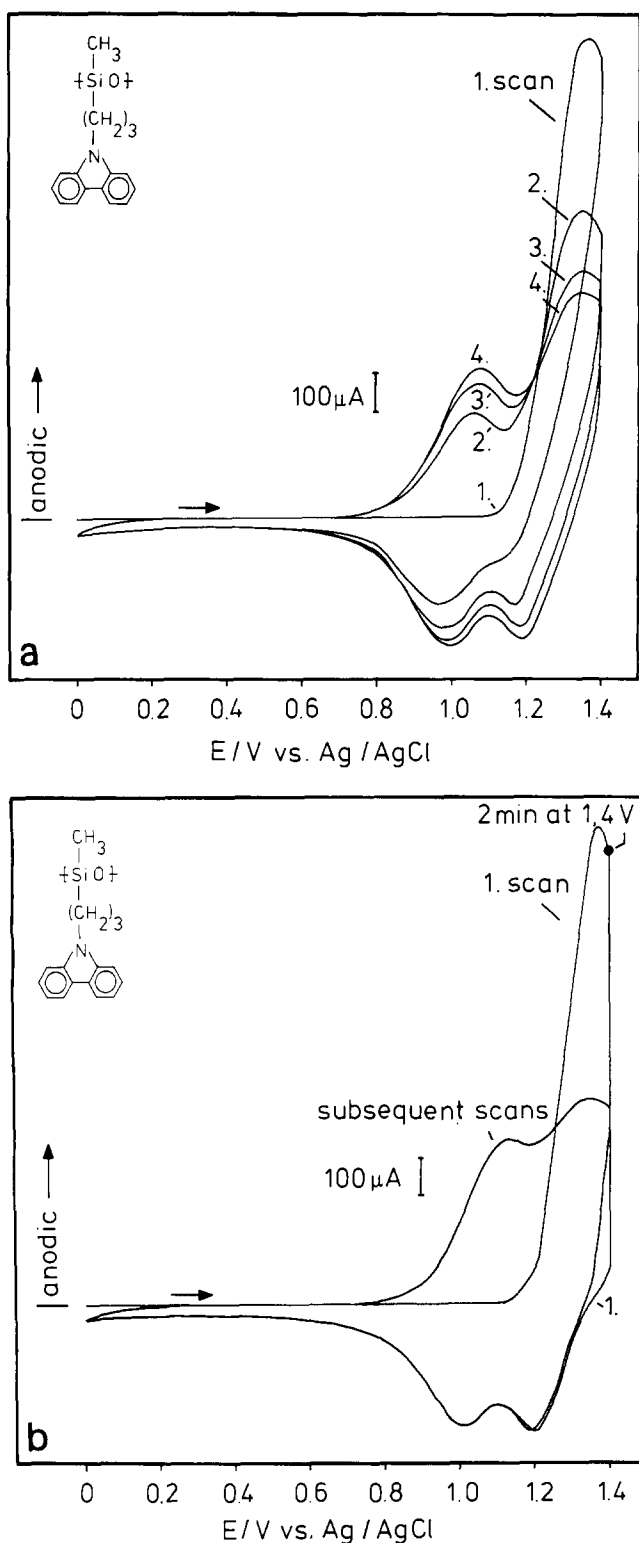 CH3
+SiO+
(CH2)3
N
1. scan
2.
3.
4.
4.
3.'
2.'
1.
100µA
anodic
a
0 0.2 0.4 0.6 0.8 1.0 1.2 1.4
E/V vs. Ag/AgCl
2min at 1,4 V
CH3
+SiO+
(CH2)3
N
1. scan
subsequent scans
100µA
anodic
1.
b
0 0.2 0.4 0.6 0.8 1.0 1.2 1.4
E/V vs. Ag/AgCl